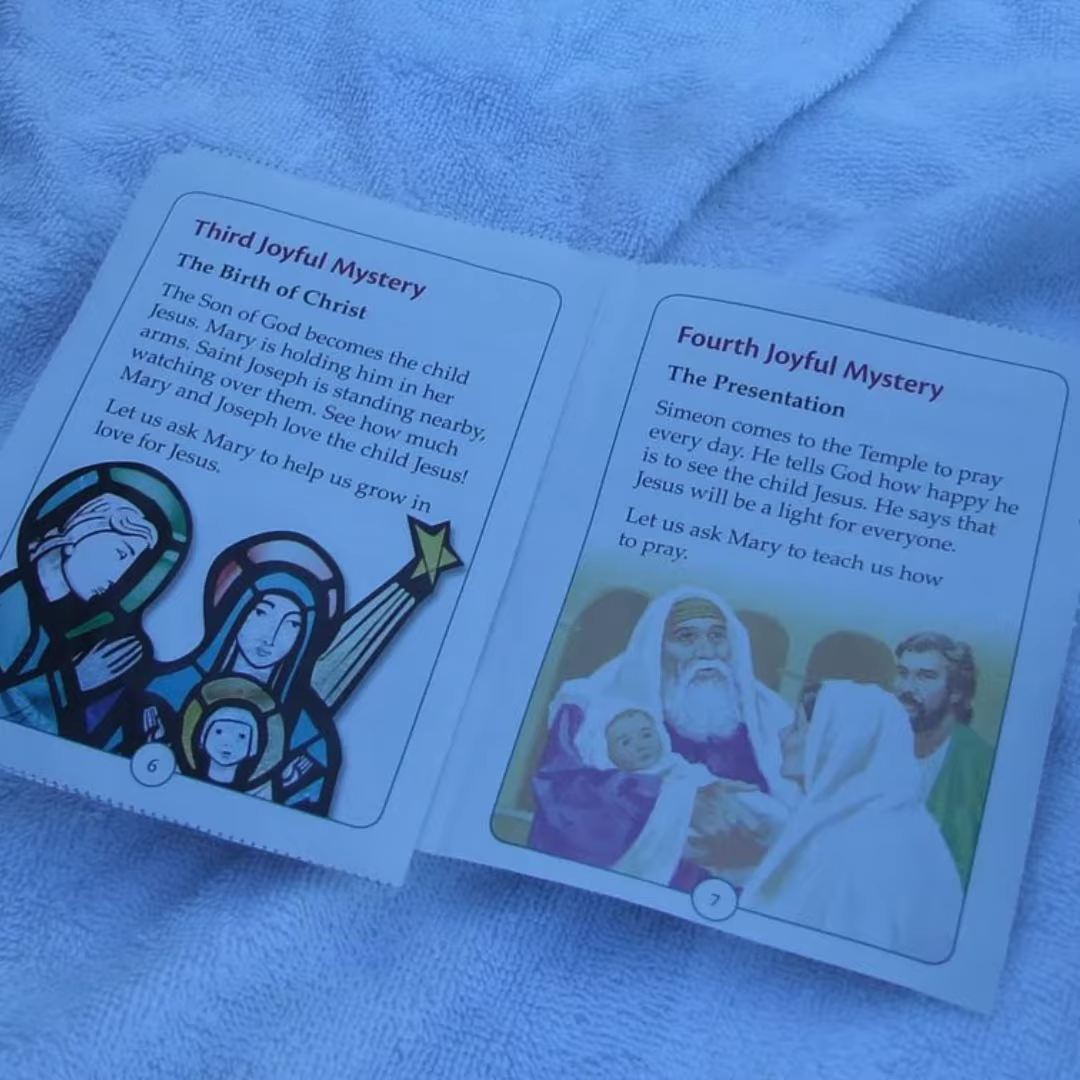 Third Joyful Mystery
The Birth of Christ
The Son of God becomes the child
Jesus. Mary is holding him in her
arms. Saint Joseph is standing nearby,
watching over them. See how much
Mary and Joseph love the child Jesus!
Let us ask Mary to help us grow in
love for Jesus.
6
Fourth Joyful Mystery
The Presentation
Simeon comes to the Temple to pray
every day. He tells God how happy he
is to see the child Jesus. He says that
Jesus will be a light for everyone.
Let us ask Mary to teach us how
to pray.
7